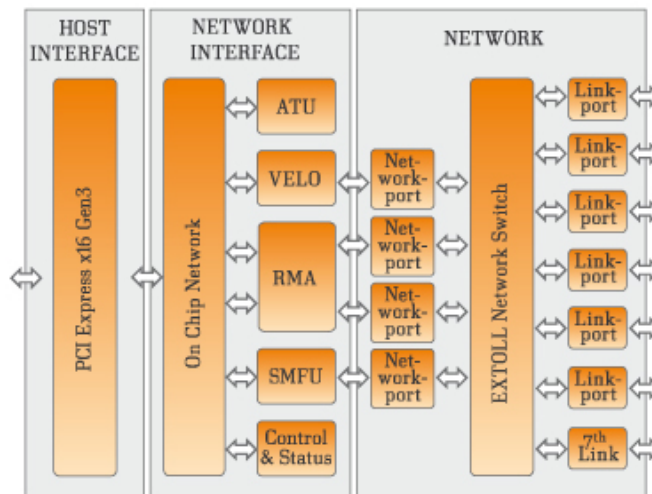 HOST
INTERFACE
PCI Express x16 Gen3
NETWORK
INTERFACE
On Chip Network
ATU
VELO
RMA
SMFU
Control
& Status
NETWORK
Net-
work-
port
Net-
work-
port
Net-
work-
port
Net-
work-
port
EXTOLL Network Switch
Link-
port
Link-
port
Link-
port
Link-
port
Link-
port
Link-
port
7th
Link